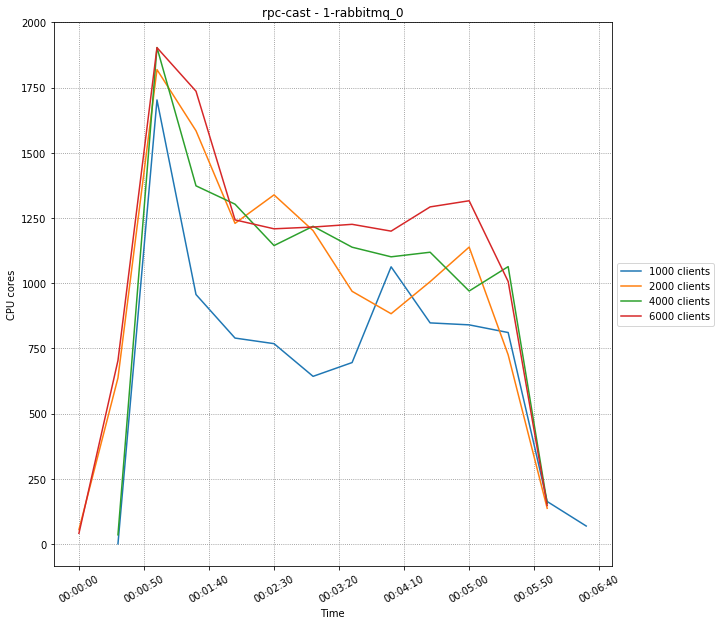 rpc-cast - 1-rabbitmq_0
2000
1750
1500
1250
1000
750
500
250
0
CPU cores
00:00:00
00:00:50
00:01:40
00:02:30
00:03:20
00:04:10
00:05:00
00:05:50
00:06:40
Time
1000 clients
2000 clients
4000 clients
6000 clients